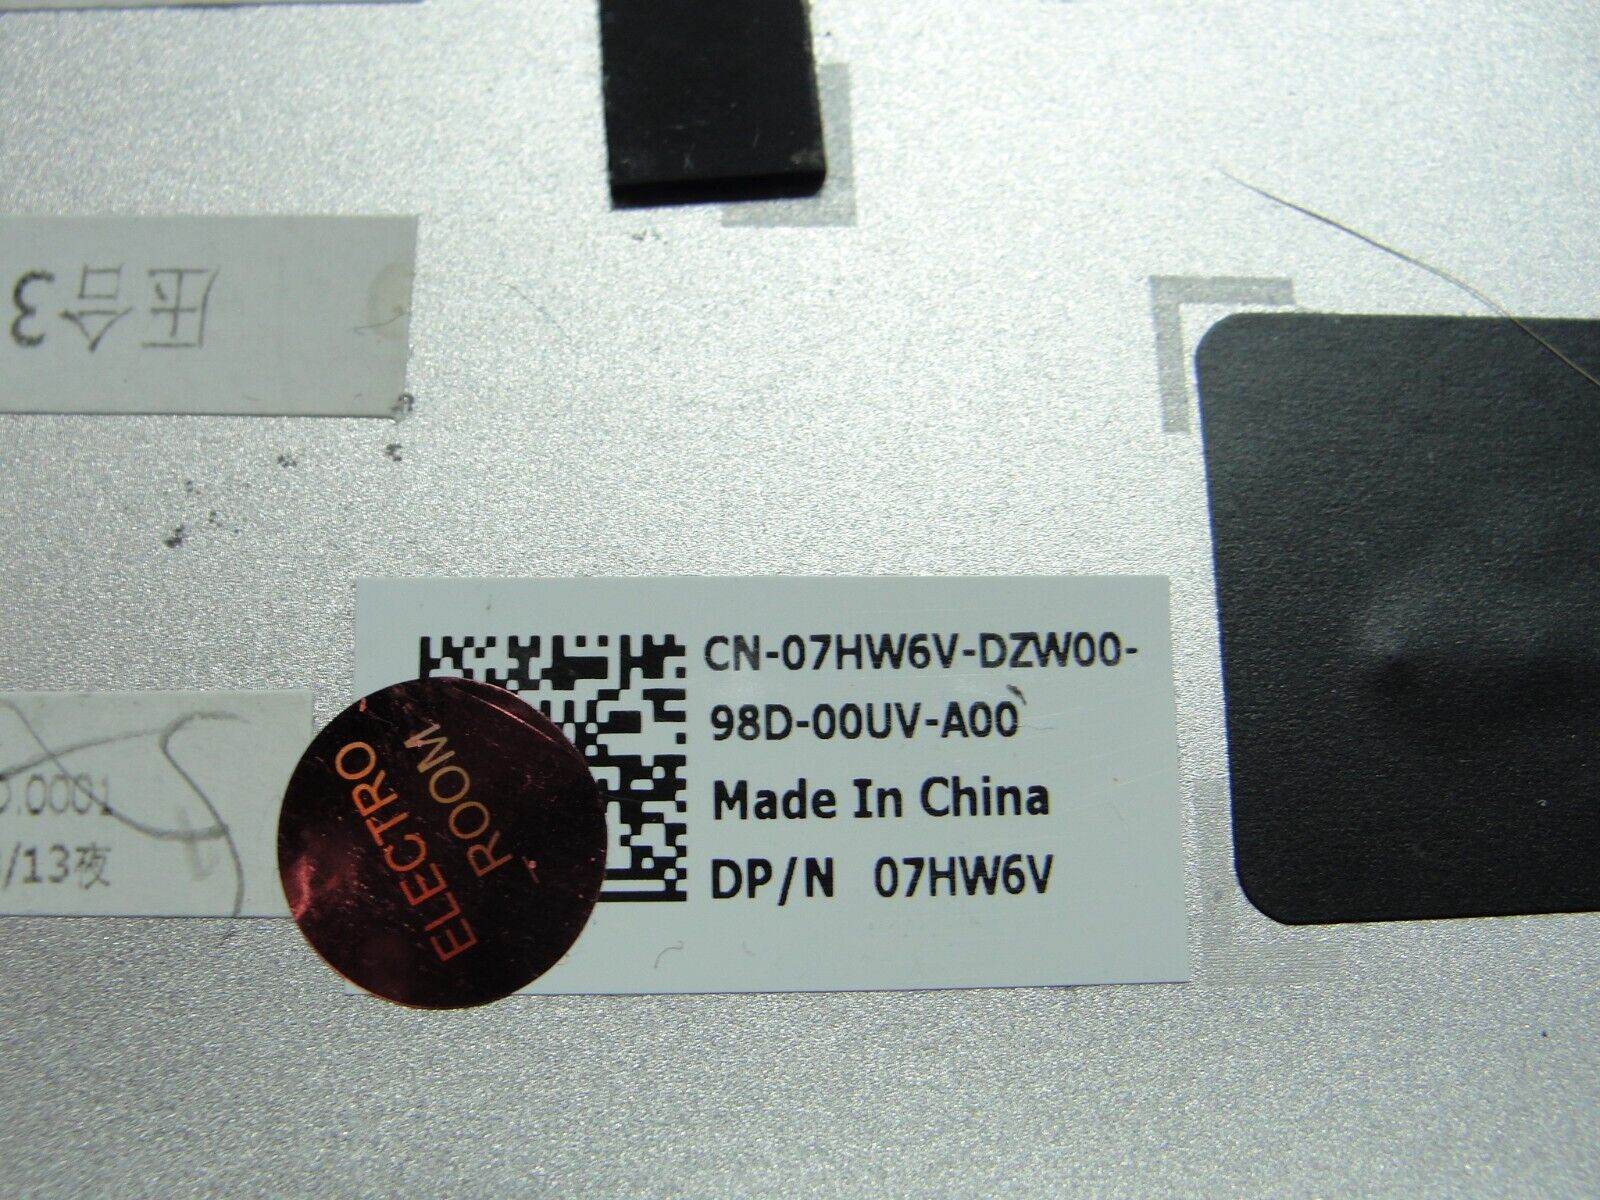 压合3
CN-07HW6V-DZW00-
98D-00UV-A00
Made In China
DP/N 07HW6V
ELECTRO
ROOM
.0001
/13夜